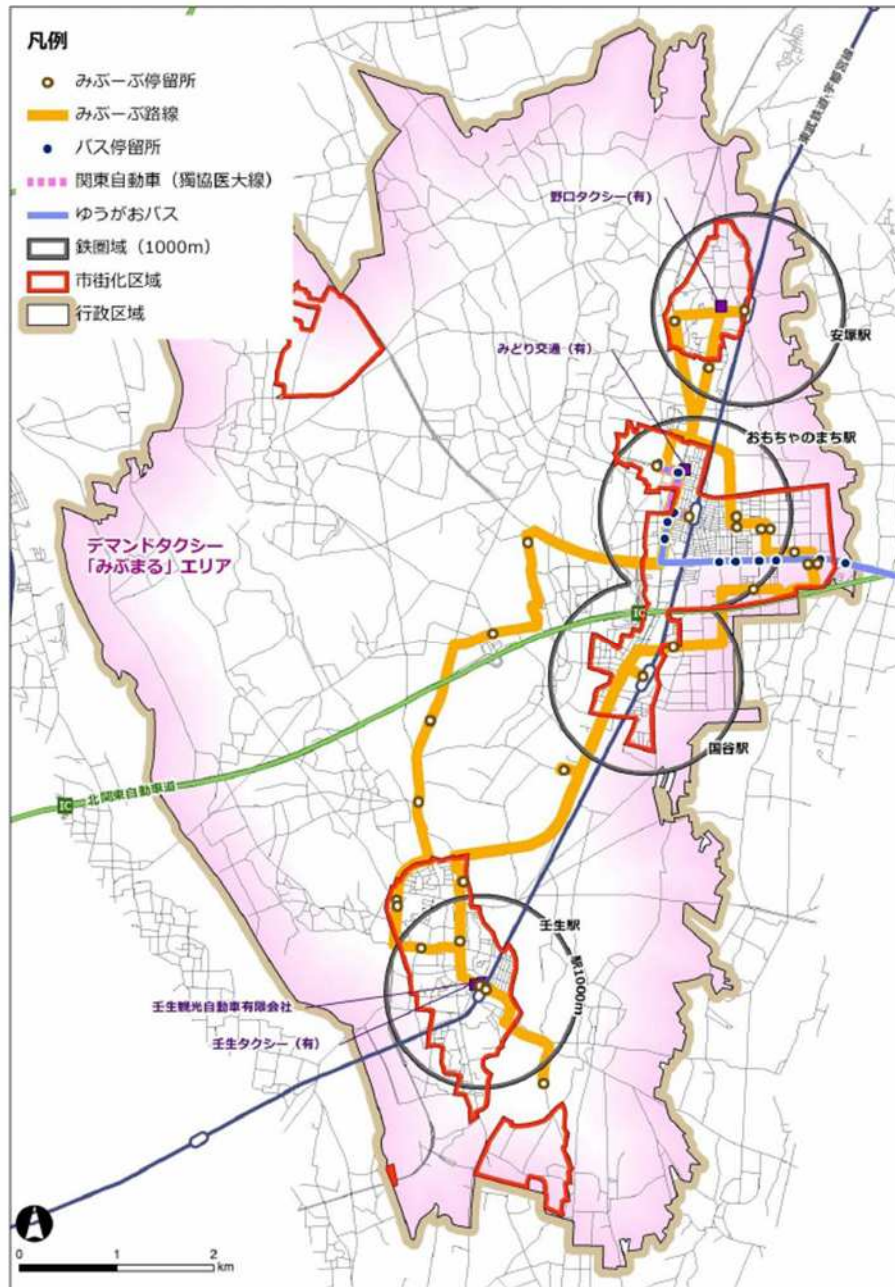 凡例
みぶーぶ停留所
みぶーぶ路線
バス停留所
関東自動車（獨協医大線）
ゆうがおバス
鉄圏域（1000m）
市街化区域
行政区域
東武鉄道・宇都宮線
野口タクシー(有)
安塚駅
みどり交通（有）
おもちゃのまち駅
デマンドタクシー
「みぶまる」エリア
IC
国谷駅
IC
北関東自動車道
壬生駅
駅1000m
壬生観光自動車有限会社
壬生タクシー（有）
0 1 2
km